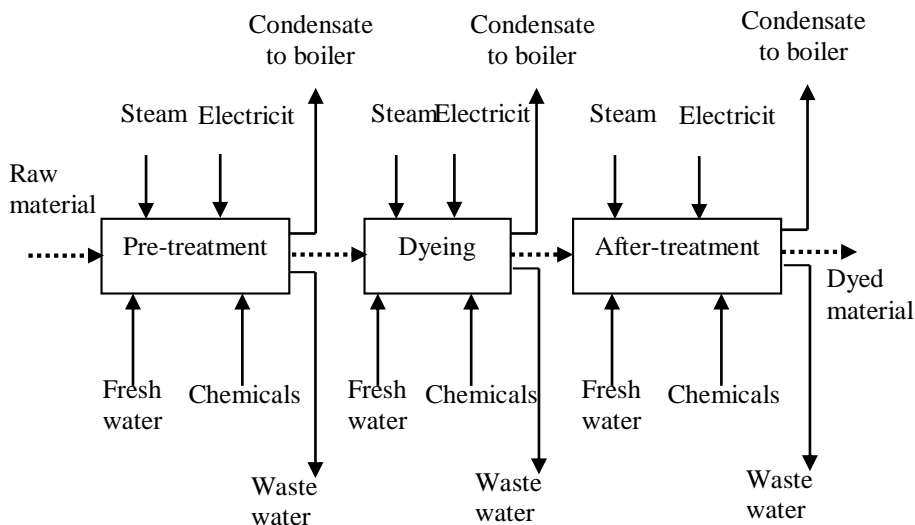 Condensate
to boiler
Condensate
to boiler
Condensate
to boiler
Steam Electricit
Steam Electricit
Steam Electricit
Raw
material
Pre-treatment
Dyeing
After-treatment
Dyed
material
Fresh
water
Chemicals
Fresh
water
Chemicals
Fresh
water
Chemicals
Waste
water
Waste
water
Waste
water